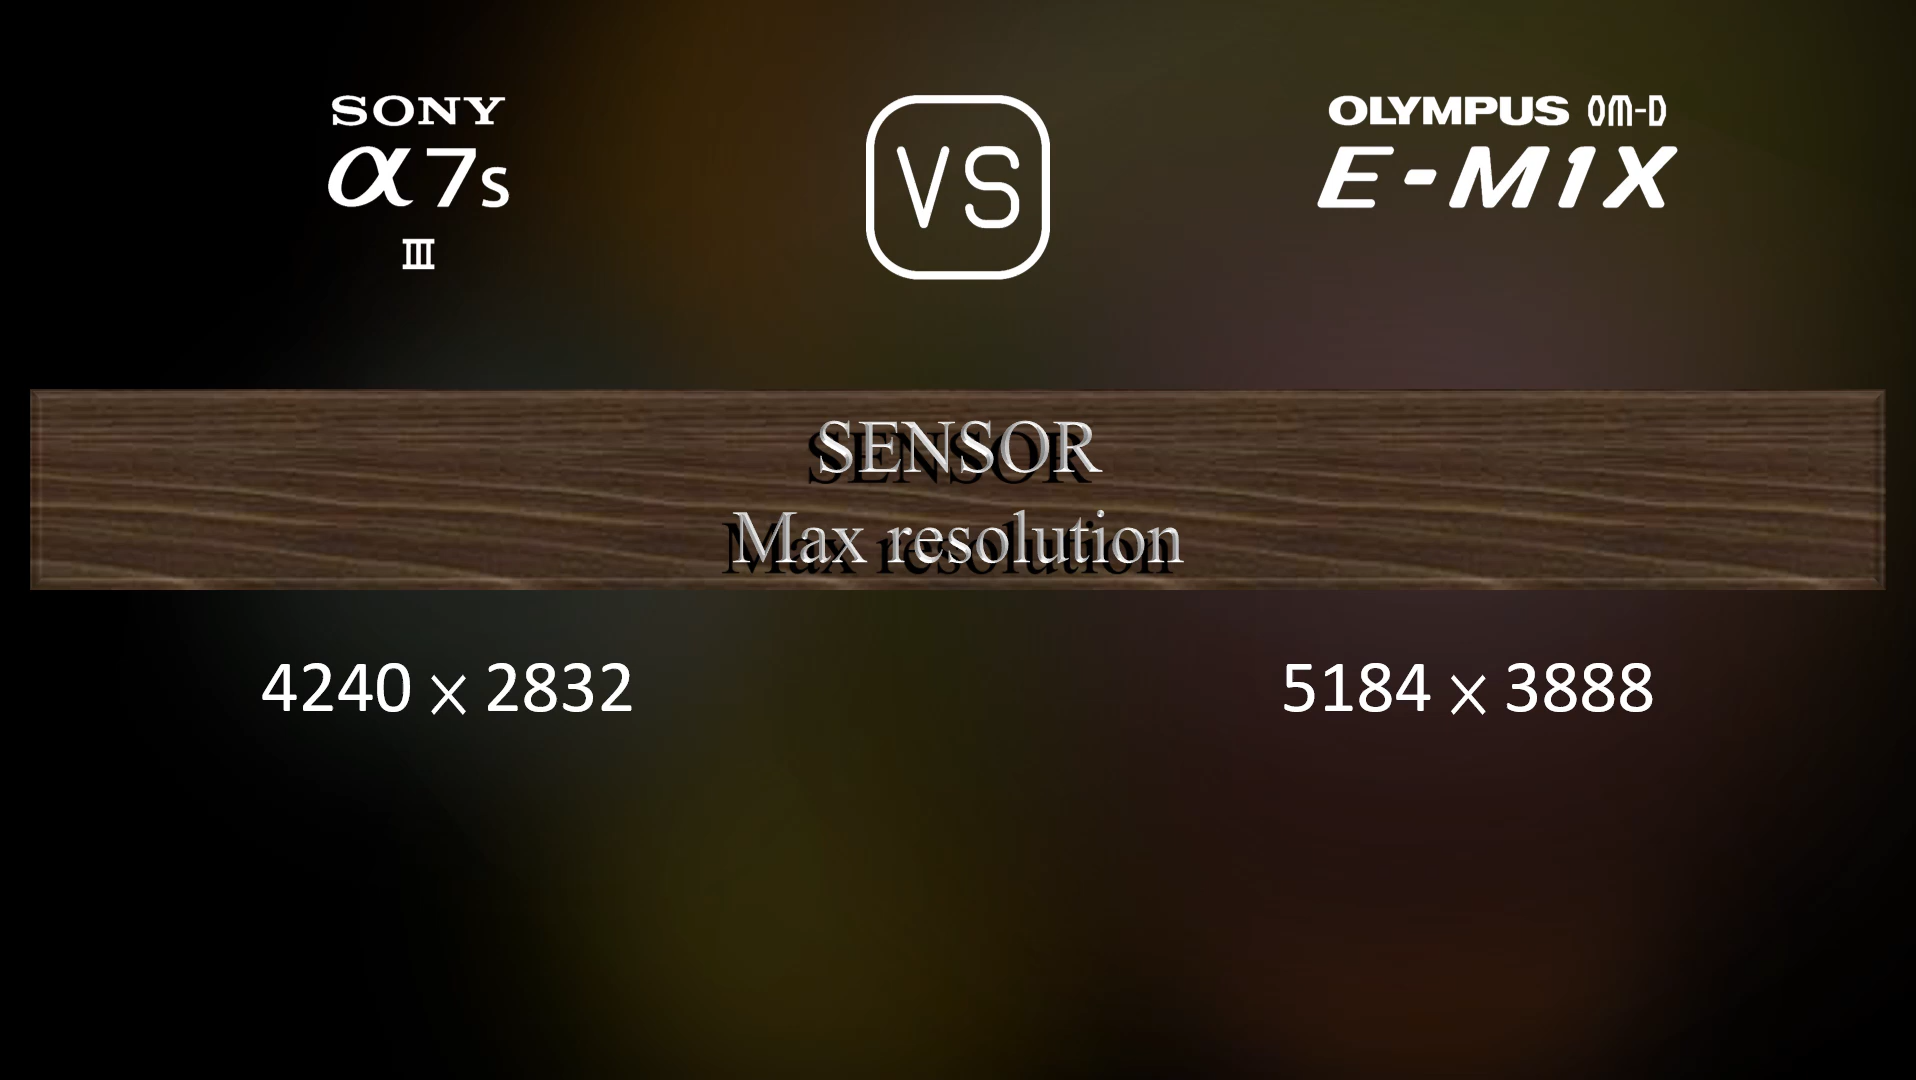 SONY
α7s
III
VS
OLYMPUS OM-D
E-M1X
SENSOR
Max resolution
4240 x 2832
5184 x 3888